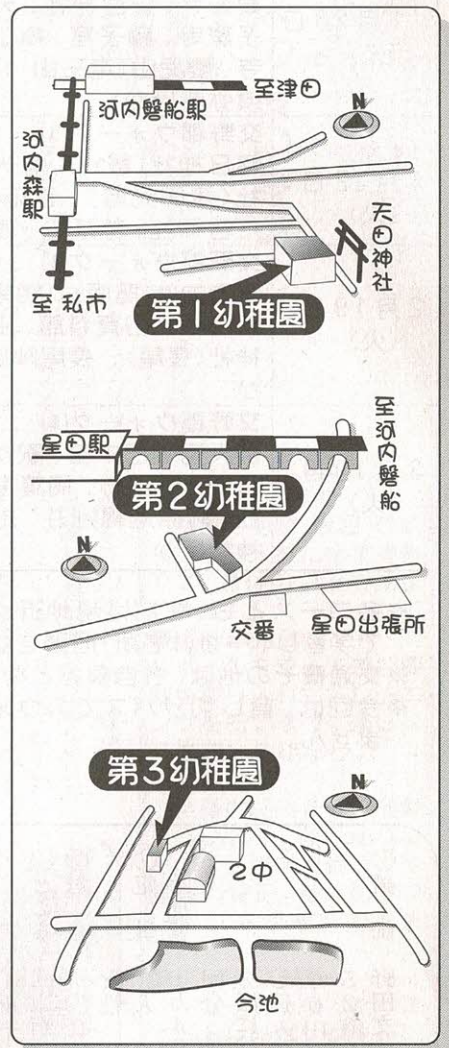 至津田
河内磐船駅
N
河内森駅
天田神社
至 私市
第1幼稚園
星田駅
至河内磐船
第2幼稚園
N
交番
星田出張所
第3幼稚園
N
2中
今池